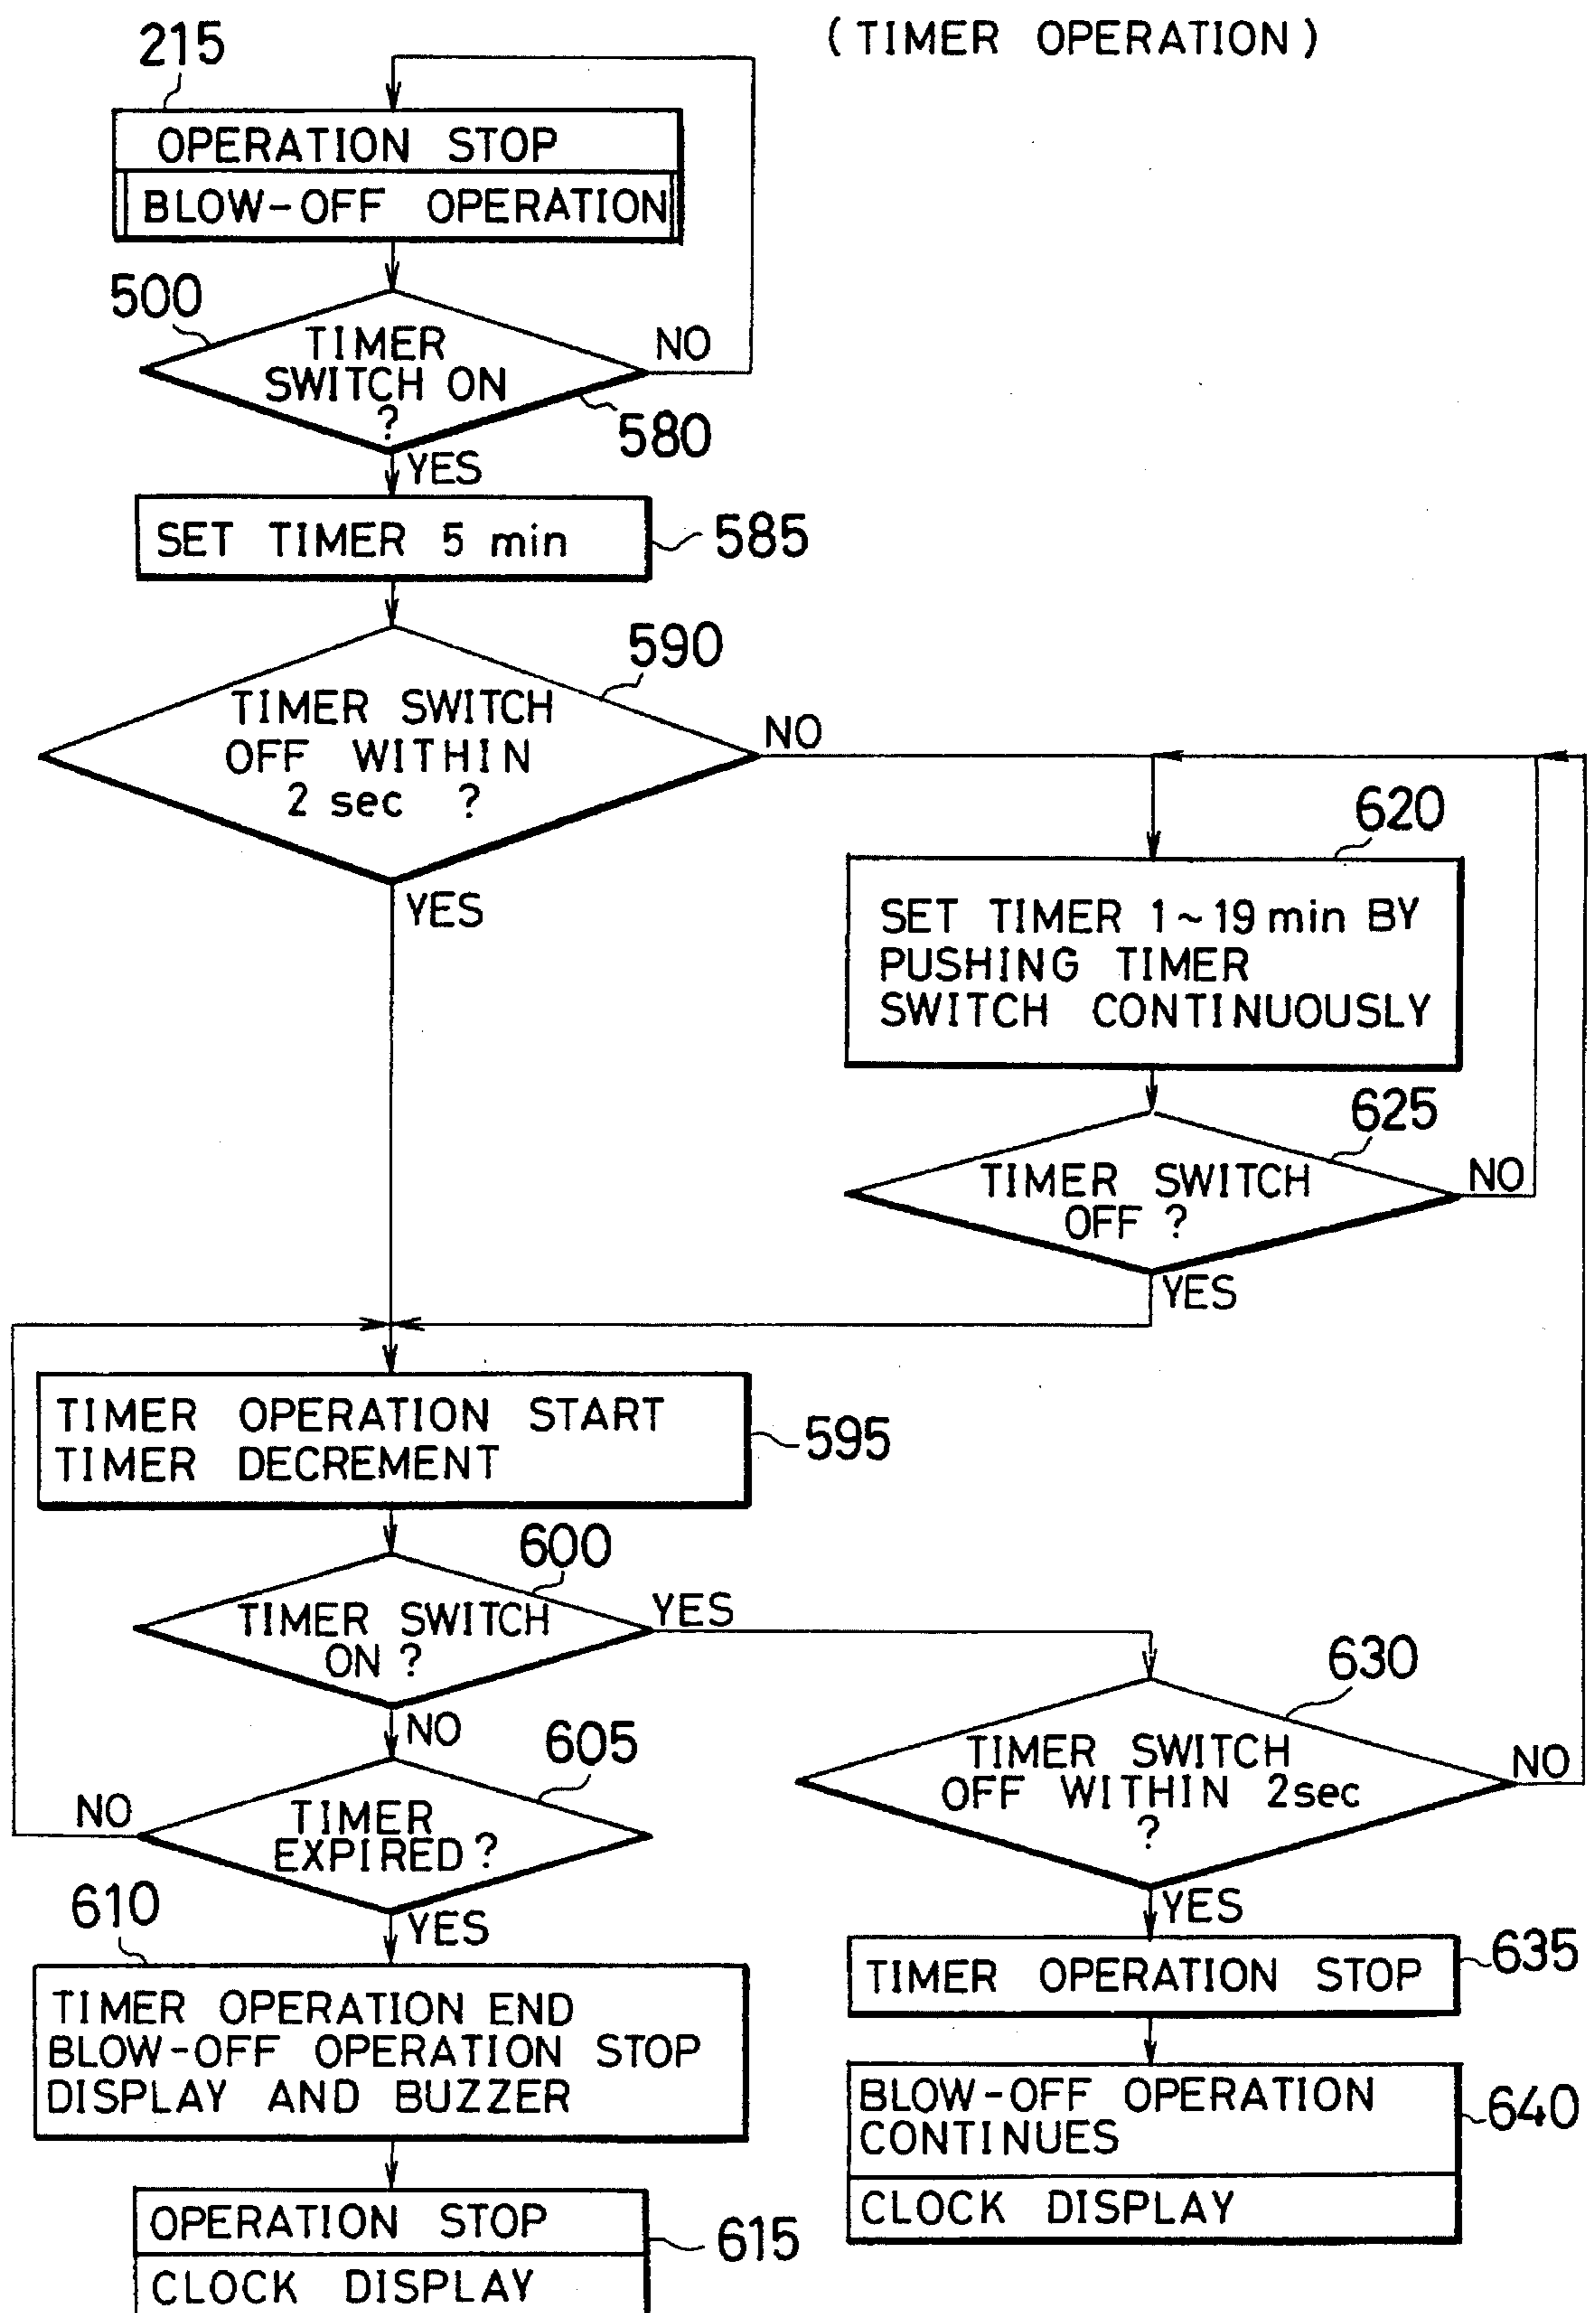 (TIMER OPERATION)
215
OPERATION STOP
BLOW-OFF OPERATION
500
TIMER
SWITCH ON
?
NO
580
YES
SET TIMER 5 min
585
590
TIMER SWITCH
OFF WITHIN
2 sec ?
NO
YES
620
SET TIMER 1~19 min BY
PUSHING TIMER
SWITCH CONTINUOUSLY
625
TIMER SWITCH
OFF ?
NO
YES
TIMER OPERATION START
TIMER DECREMENT
595
600
TIMER SWITCH
ON ?
YES
NO
605
TIMER
EXPIRED ?
NO
YES
630
TIMER SWITCH
OFF WITHIN 2sec
?
NO
YES
610
TIMER OPERATION END
BLOW-OFF OPERATION STOP
DISPLAY AND BUZZER
OPERATION STOP
CLOCK DISPLAY
615
TIMER OPERATION STOP
635
BLOW-OFF OPERATION
CONTINUES
CLOCK DISPLAY
640